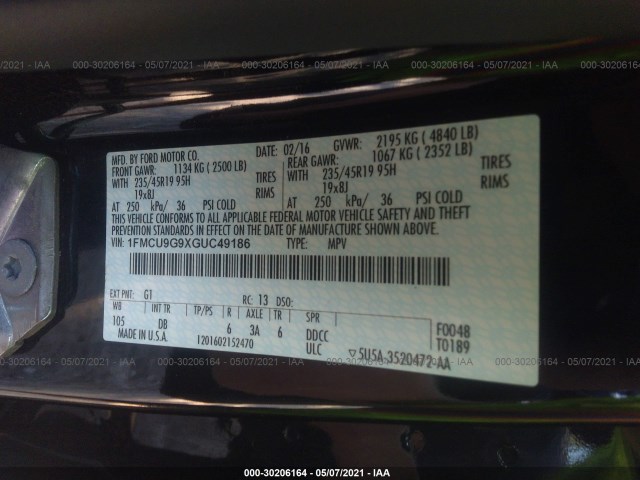 000-30206164 - 05/07/2021 - IAA 000-30206164 - 05/07/2021 - IAA 000-30206164 - 05/07/2021 - IAA
MFD. BY FORD MOTOR CO. DATE: 02/16 GVWR: 2195 KG ( 4840 LB)
FRONT GAWR: 1134 KG ( 2500 LB) REAR GAWR: 1067 KG ( 2352 LB)
WITH 235/45R19 95H TIRES WITH 235/45R19 95H TIRES
19x8J RIMS 19x8J RIMS
AT 250 kPa/ 36 PSI COLD AT 250 kPa/ 36 PSI COLD
THIS VEHICLE CONFORMS TO ALL APPLICABLE FEDERAL MOTOR VEHICLE SAFETY AND THEFT
PREVENTION STANDARDS IN EFFECT ON THE DATE OF MANUFACTURE SHOWN ABOVE.
VIN: 1FMCU9G9XGUC49186 TYPE: MPV
EXT PNT: G1 RC: 13 DSO:
WB INT TR TP/PS R AXLE TR SPR
105 DB 6 3A 6 DDCC F0048
MADE IN U.S.A. 1201602152470 ULC T0189
5U5A-3520472-AA
000-30206164 - 05/07/2021 - IAA 000-30206164 - 05/07/2021 - IAA 000-30206164 - 05/07/2021 - IAA
000-30206164 - 05/07/2021 - IAA